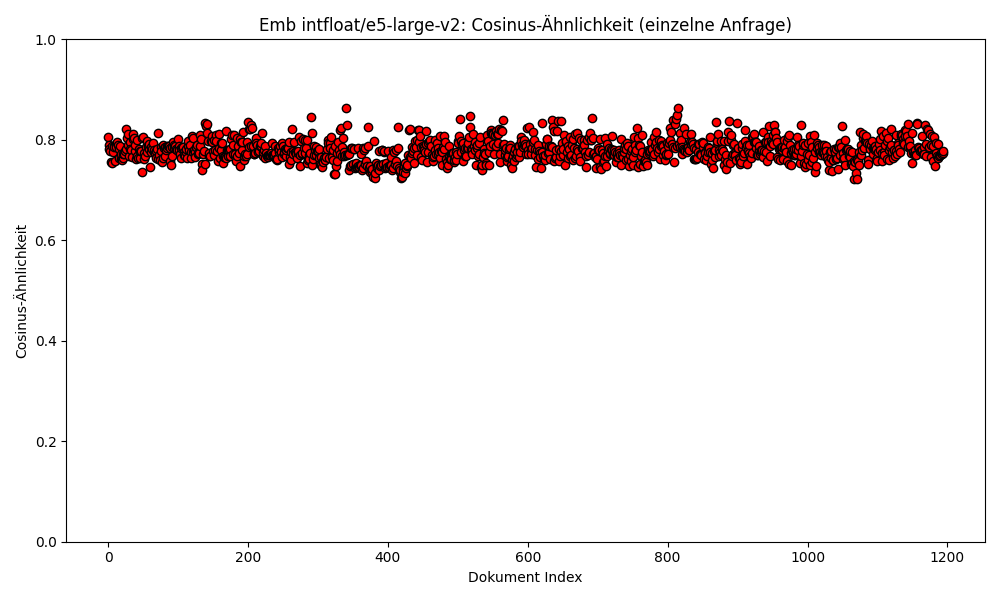 Emb intfloat/e5-large-v2: Cosinus-Ähnlichkeit (einzelne Anfrage)
1.0
0.8
0.6
0.4
0.2
0.0
Cosinus-Ähnlichkeit
0 200 400 600 800 1000 1200
Dokument Index